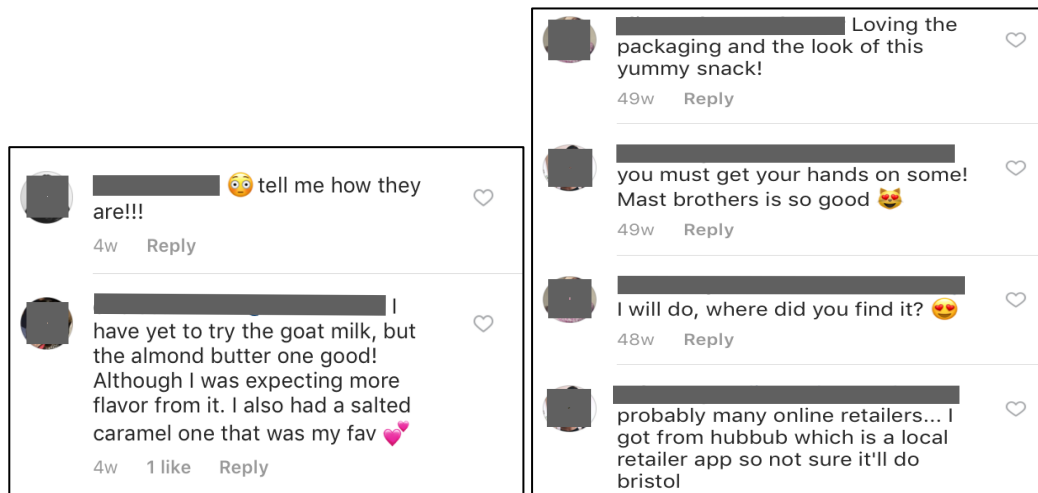 😳 tell me how they
are!!!
4w Reply
I
have yet to try the goat milk, but
the almond butter one good!
Although I was expecting more
flavor from it. I also had a salted
caramel one that was my fav 💕
4w 1 like Reply
Loving the
packaging and the look of this
yummy snack!
49w Reply
you must get your hands on some!
Mast brothers is so good 😻
49w Reply
I will do, where did you find it? 😍
48w Reply
probably many online retailers... I
got from hubbub which is a local
retailer app so not sure it'll do
bristol